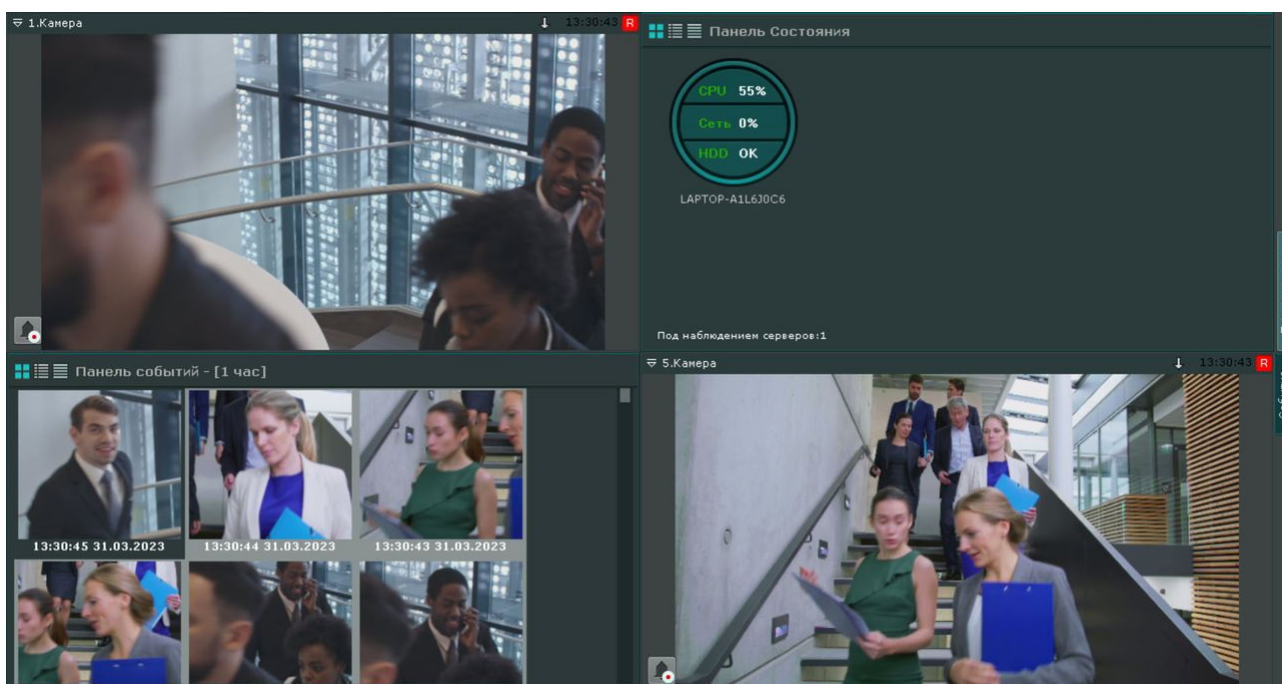 1.Камера
13:30:43 R
Панель Состояния
CPU 55%
Сеть 0%
HDD OK
LAPTOP-A1L6J0C6
Под наблюдением серверов:1
Панель событий - [1 час]
13:30:45 31.03.2023
13:30:44 31.03.2023
13:30:43 31.03.2023
5.Камера
13:30:43 R